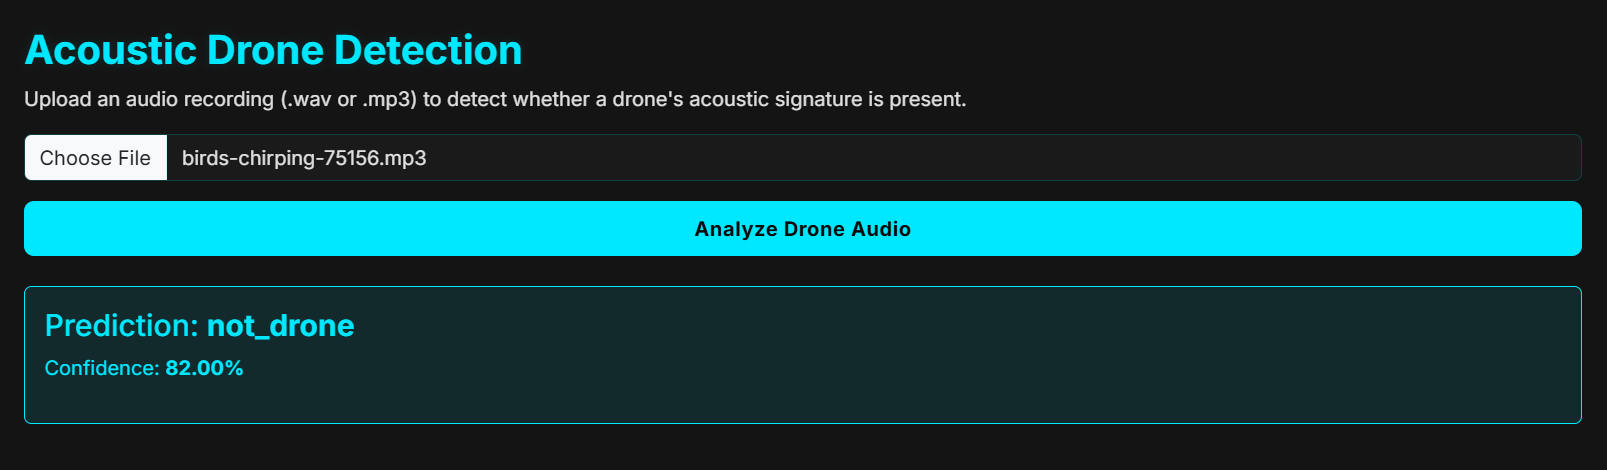 Acoustic Drone Detection
Upload an audio recording (.wav or .mp3) to detect whether a drone's acoustic signature is present.
Choose File birds-chirping-75156.mp3
Analyze Drone Audio
Prediction: not_drone
Confidence: 82.00%